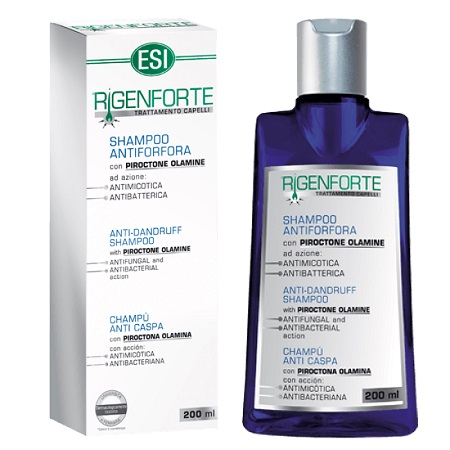 ESI
RIGENFORTE
TRATTAMENTO CAPELLI
SHAMPOO
ANTIFORFORA
con PIROCTONE OLAMINE
ad azione:
ANTIMICOTICA
ANTIBATTERICA
ANTI-DANDRUFF
SHAMPOO
with PIROCTONE OLAMINE
ANTIFUNGAL and
ANTIBACTERIAL
action
CHAMPÚ
ANTI CASPA
con PIROCTONA OLAMINA
con acción:
ANTIMICÓTICA
ANTIBACTERIANA
200 ml
RIGENFORTE
TRATTAMENTO CAPELLI
SHAMPOO
ANTIFORFORA
con PIROCTONE OLAMINE
ad azione:
ANTIMICOTICA
ANTIBATTERICA
ANTI-DANDRUFF
SHAMPOO
with PIROCTONE OLAMINE
ANTIFUNGAL and
ANTIBACTERIAL
action
CHAMPÚ
ANTI CASPA
con PIROCTONA OLAMINA
con acción:
ANTIMICÓTICA
ANTIBACTERIANA
200 ml